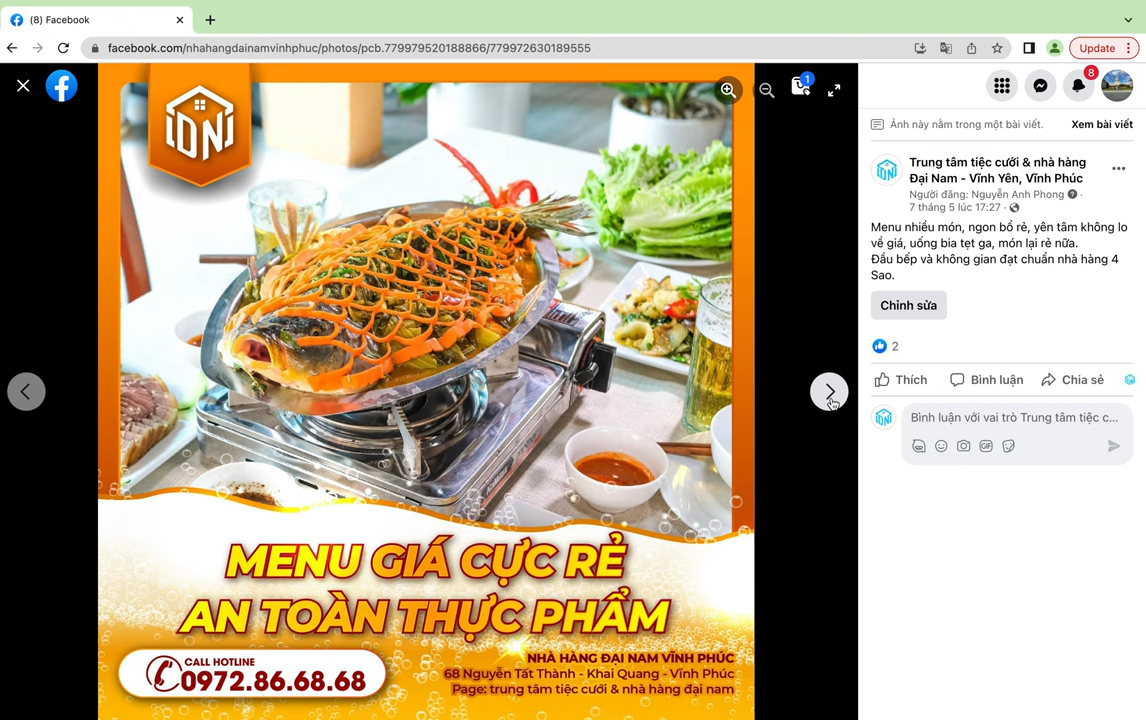 (8) Facebook
facebook.com/nhahangdainamvinhphuc/photos/pcb.779979520188866/779972630189555
Update
IDNI
1
8
Ảnh này nằm trong một bài viết.
Xem bài viết
Trung tâm tiệc cưới & nhà hàng
Đại Nam - Vĩnh Yên, Vĩnh Phúc
Người đăng: Nguyễn Anh Phong ·
7 tháng 5 lúc 17:27 ·
Menu nhiều món, ngon bổ rẻ, yên tâm không lo
về giá, uống bia tẹt ga, món lại rẻ nữa.
Đầu bếp và không gian đạt chuẩn nhà hàng 4
Sao.
Chỉnh sửa
2
Thích
Bình luận
Chia sẻ
Bình luận với vai trò Trung tâm tiệc c...
GIF
MENU GIÁ CỰC RẺ
AN TOÀN THỰC PHẨM
CALL HOTLINE
0972.86.68.68
NHÀ HÀNG ĐẠI NAM VĨNH PHÚC
68 Nguyễn Tất Thành - Khai Quang - Vĩnh Phúc
Page: trung tâm tiệc cưới & nhà hàng đại nam